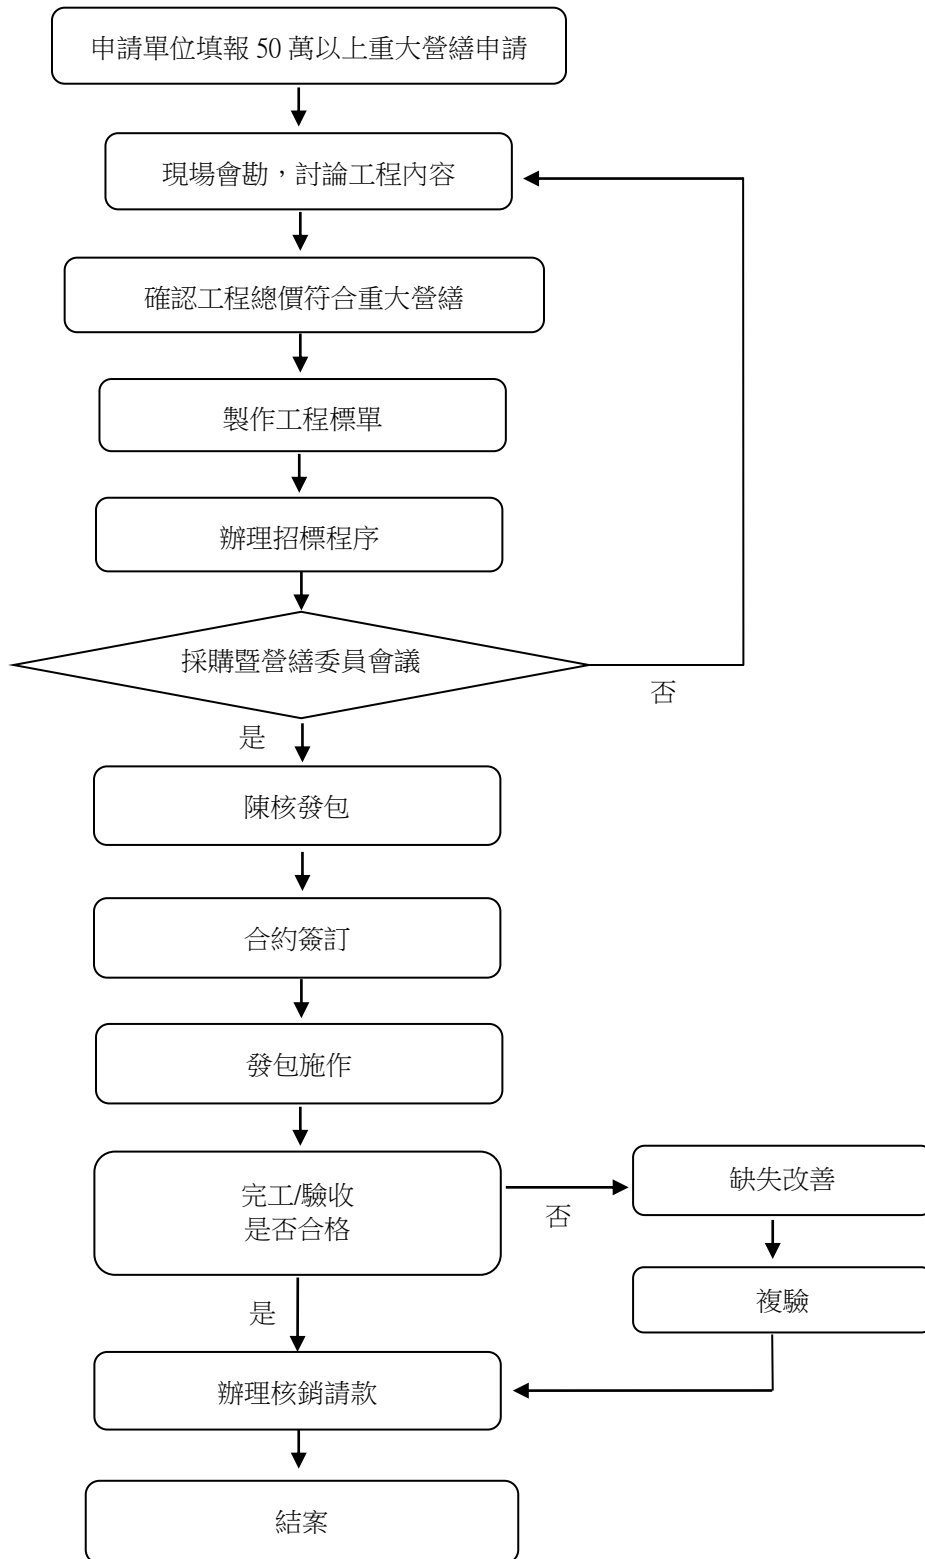 申請單位填報 50 萬以上重大營繕申請
現場會勘，討論工程內容
確認工程總價符合重大營繕
製作工程標單
辦理招標程序
採購暨營繕委員會議
否
是
陳核發包
合約簽訂
發包施作
完工/驗收
是否合格
否
缺失改善
複驗
是
辦理核銷請款
結案